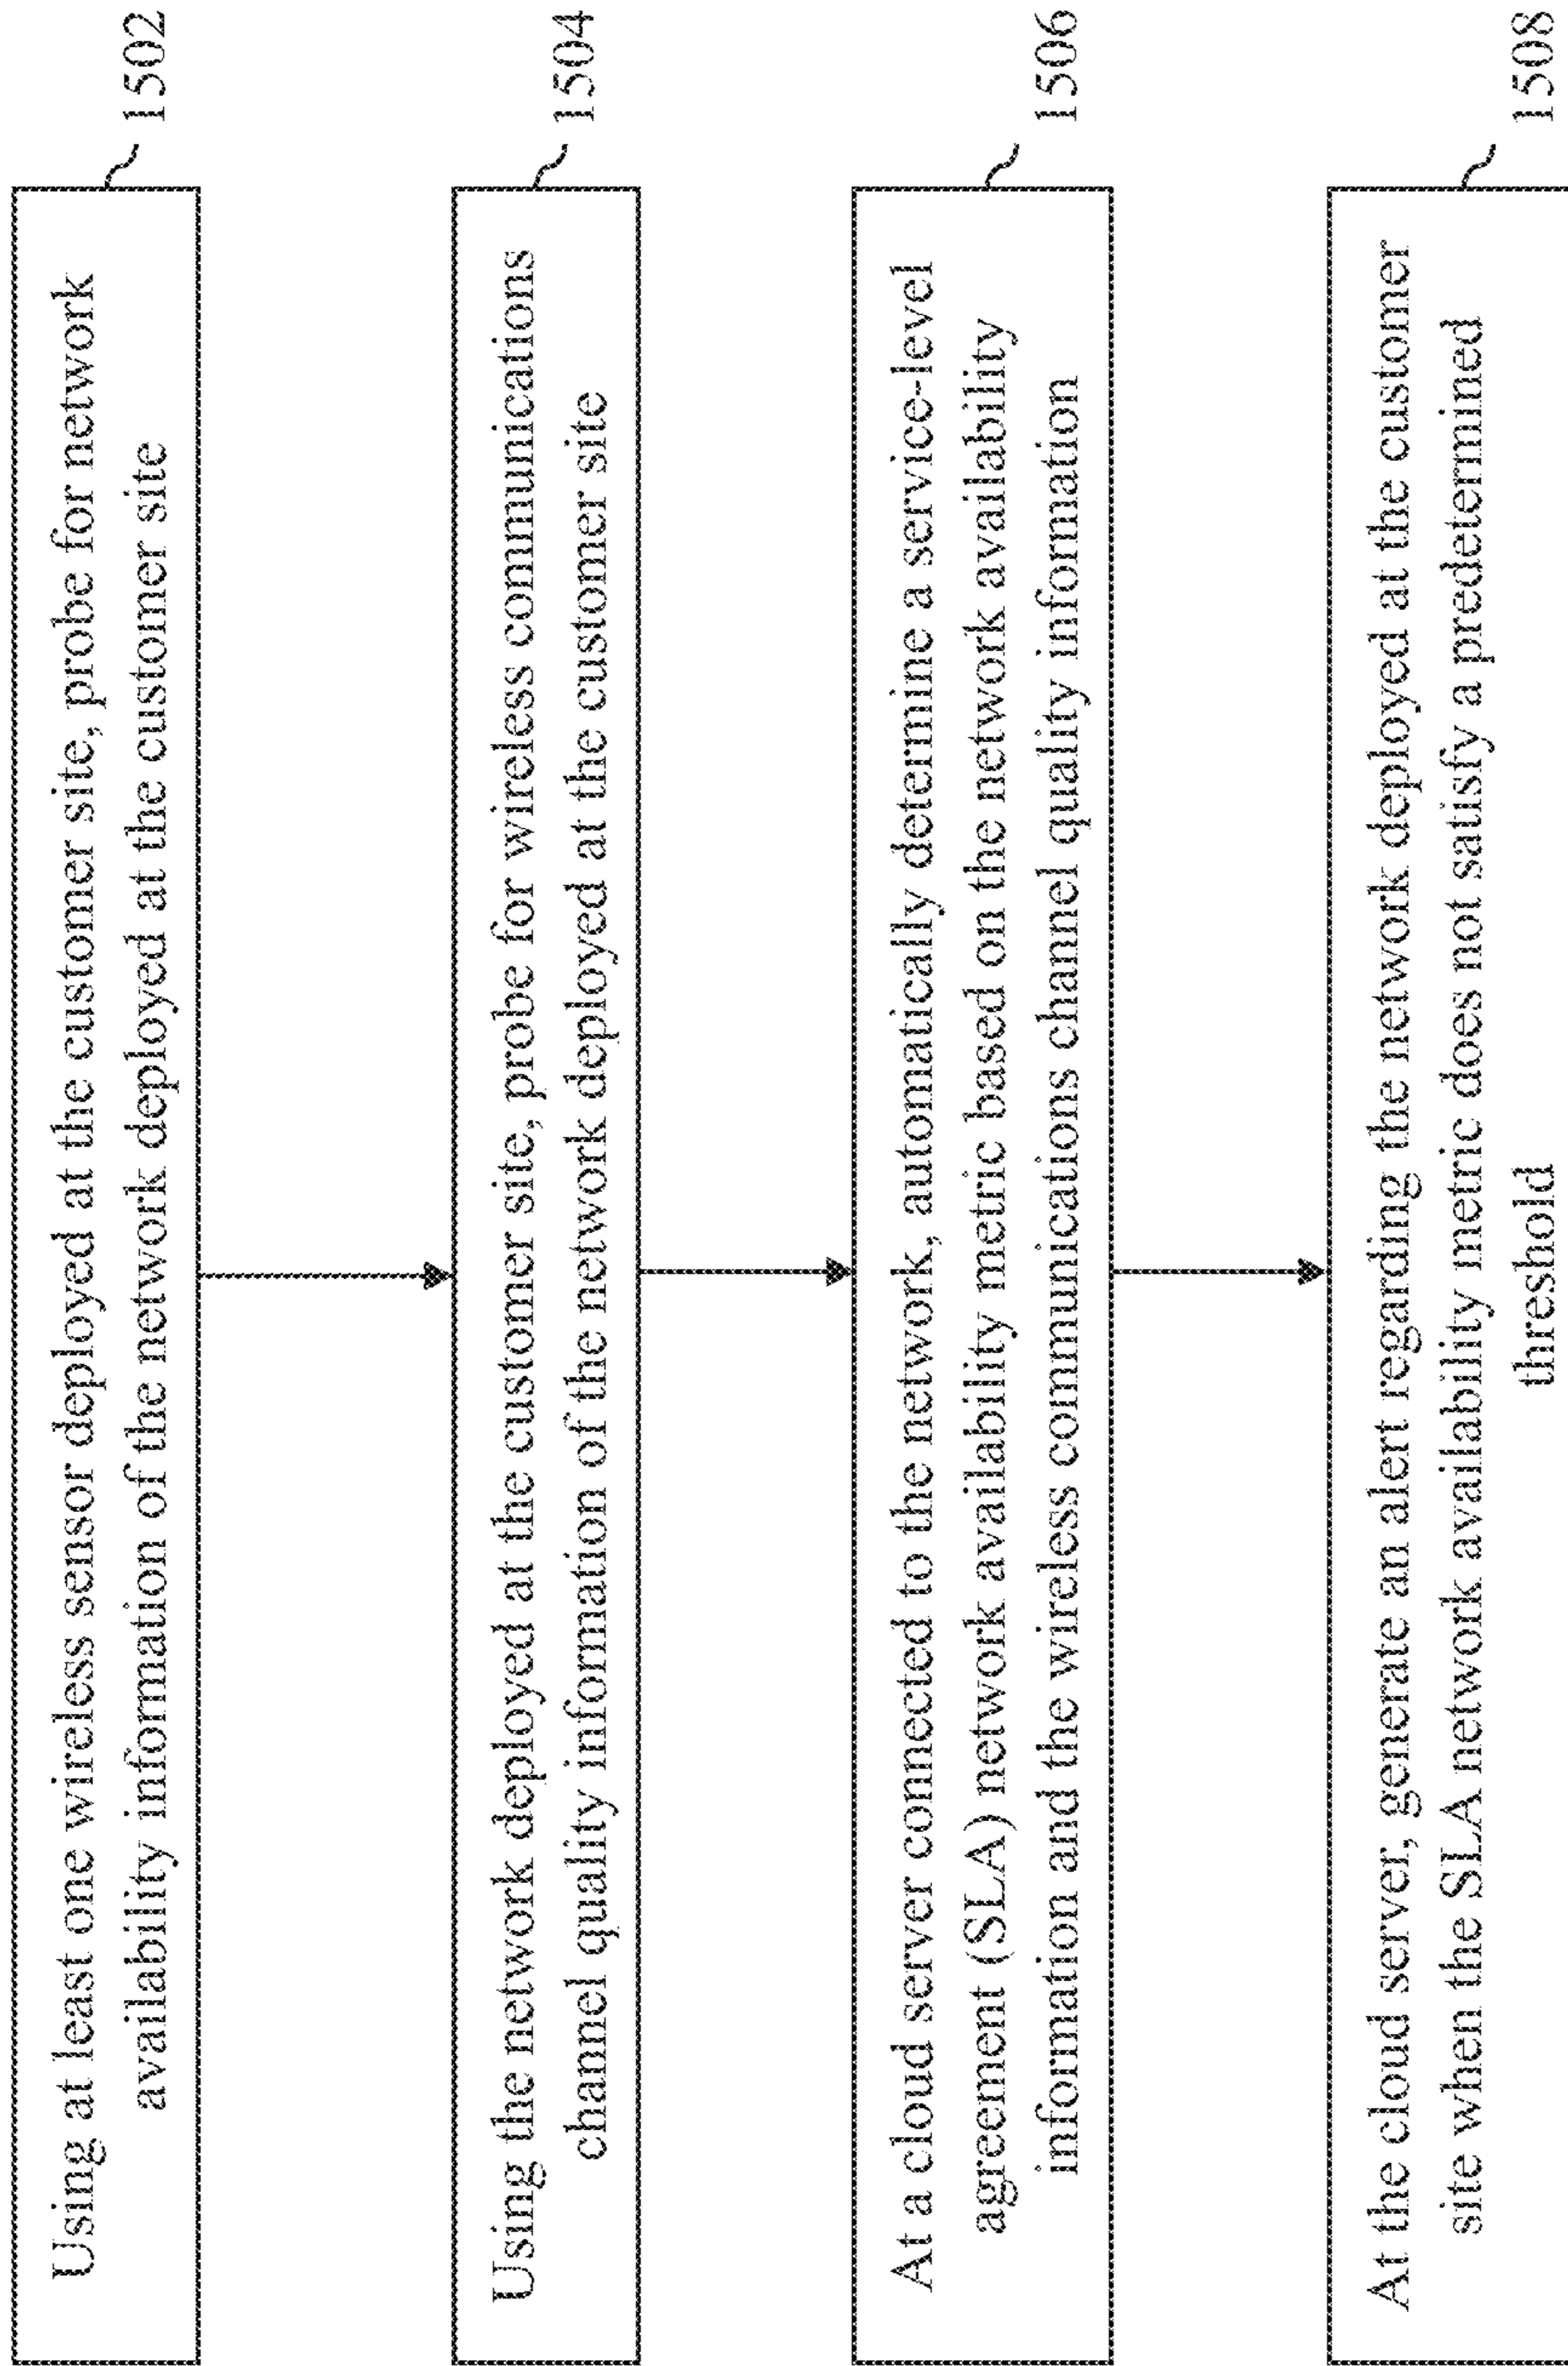 Using at least one wireless sensor deployed at the customer site, probe for network
availability information of the network deployed at the customer site
1502
Using the network deployed at the customer site, probe for wireless communications
channel quality information of the network deployed at the customer site
1504
At a cloud server connected to the network, automatically determine a service-level
agreement (SLA) network availability metric based on the network availability
information and the wireless communications channel quality information
1506
At the cloud server, generate an alert regarding the network deployed at the customer
site when the SLA network availability metric does not satisfy a predetermined
threshold
1508